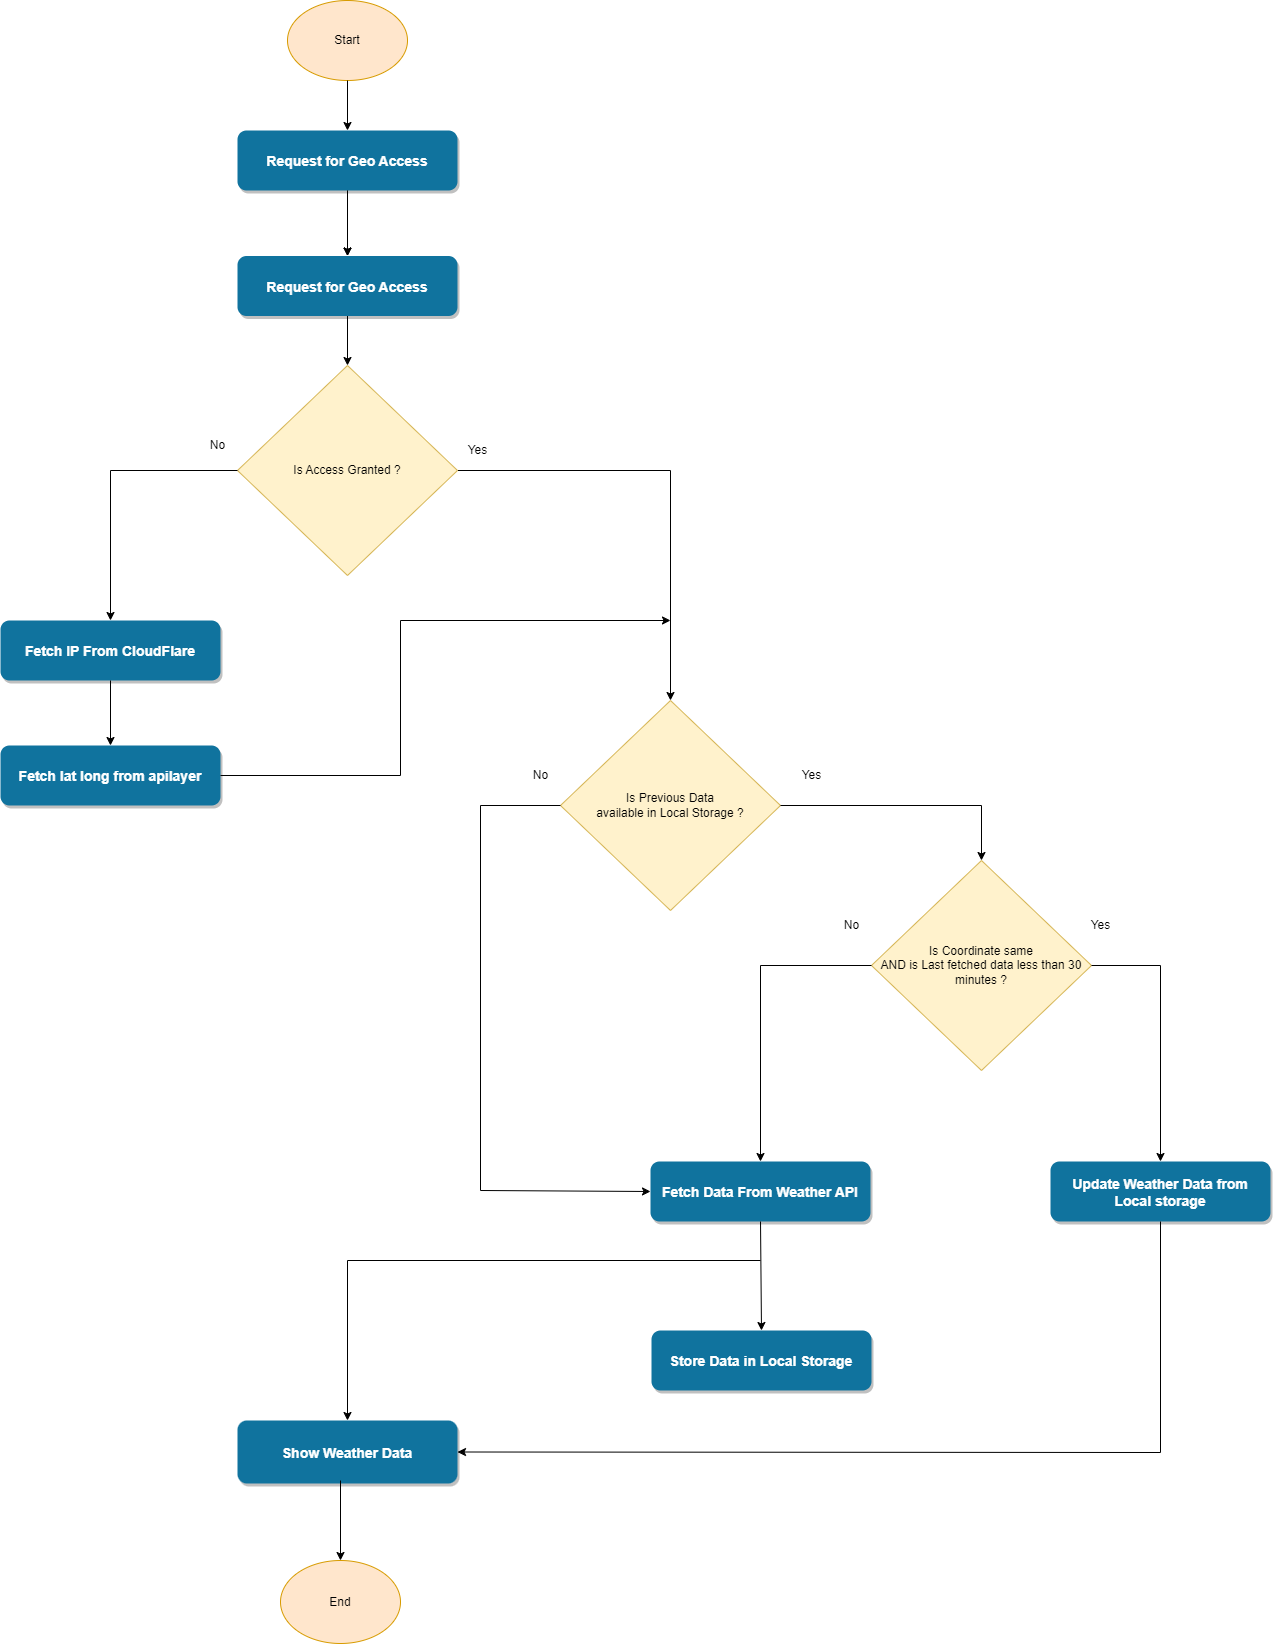 Start
Request for Geo Access
Request for Geo Access
No
Yes
Is Access Granted ?
Fetch IP From CloudFlare
Fetch lat long from apilayer
No
Yes
Is Previous Data
available in Local Storage ?
No
Yes
Is Coordinate same
AND is Last fetched data less than 30
minutes ?
Fetch Data From Weather API
Update Weather Data from
Local storage
Store Data in Local Storage
Show Weather Data
End